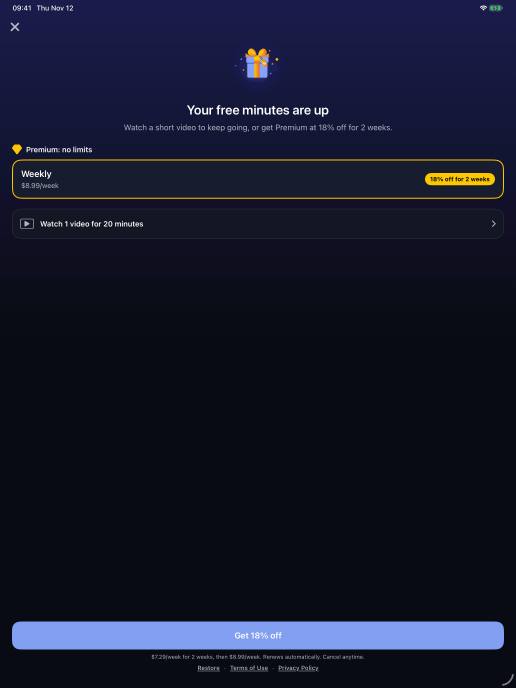 09:41 Thu Nov 12
Your free minutes are up
Watch a short video to keep going, or get Premium at 18% off for 2 weeks.
Premium: no limits
Weekly
$8.99/week
18% off for 2 weeks
Watch 1 video for 20 minutes
Get 18% off
$7.29/week for 2 weeks, then $8.99/week. Renews automatically. Cancel anytime.
Restore · Terms of Use · Privacy Policy